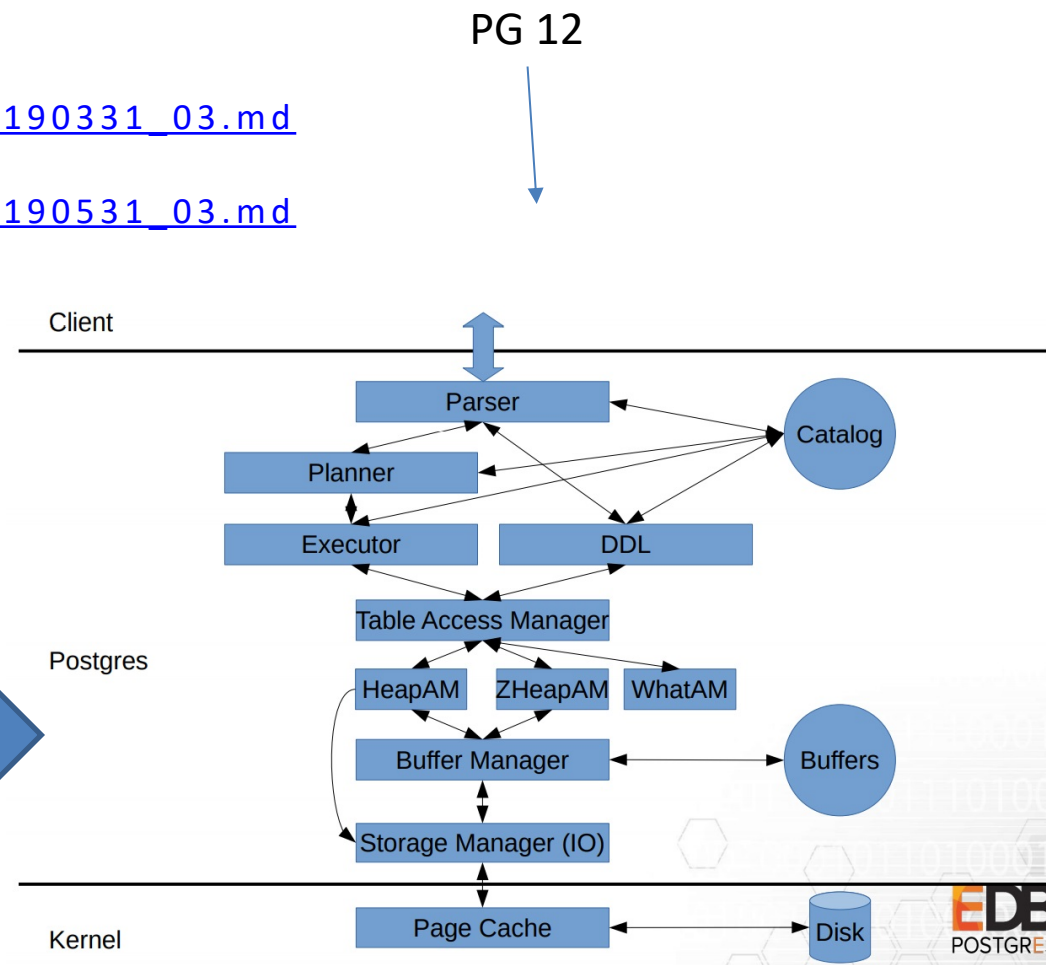 PG 12
190331_03.md
190531_03.md
Client
Parser
Catalog
Planner
Executor
DDL
Table Access Manager
Postgres
HeapAM
ZHeapAM
WhatAM
Buffer Manager
Buffers
Storage Manager (IO)
Kernel
Page Cache
Disk
EDB
POSTGRE